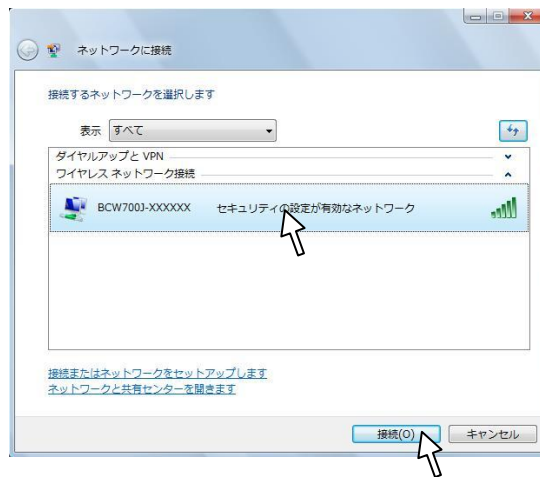 ネットワークに接続
接続するネットワークを選択します
表示 すべて
ダイヤルアップと VPN
ワイヤレス ネットワーク接続
BCW700J-XXXXXX セキュリティの設定が有効なネットワーク
接続またはネットワークをセットアップします
ネットワークと共有センターを開きます
接続(O) キャンセル